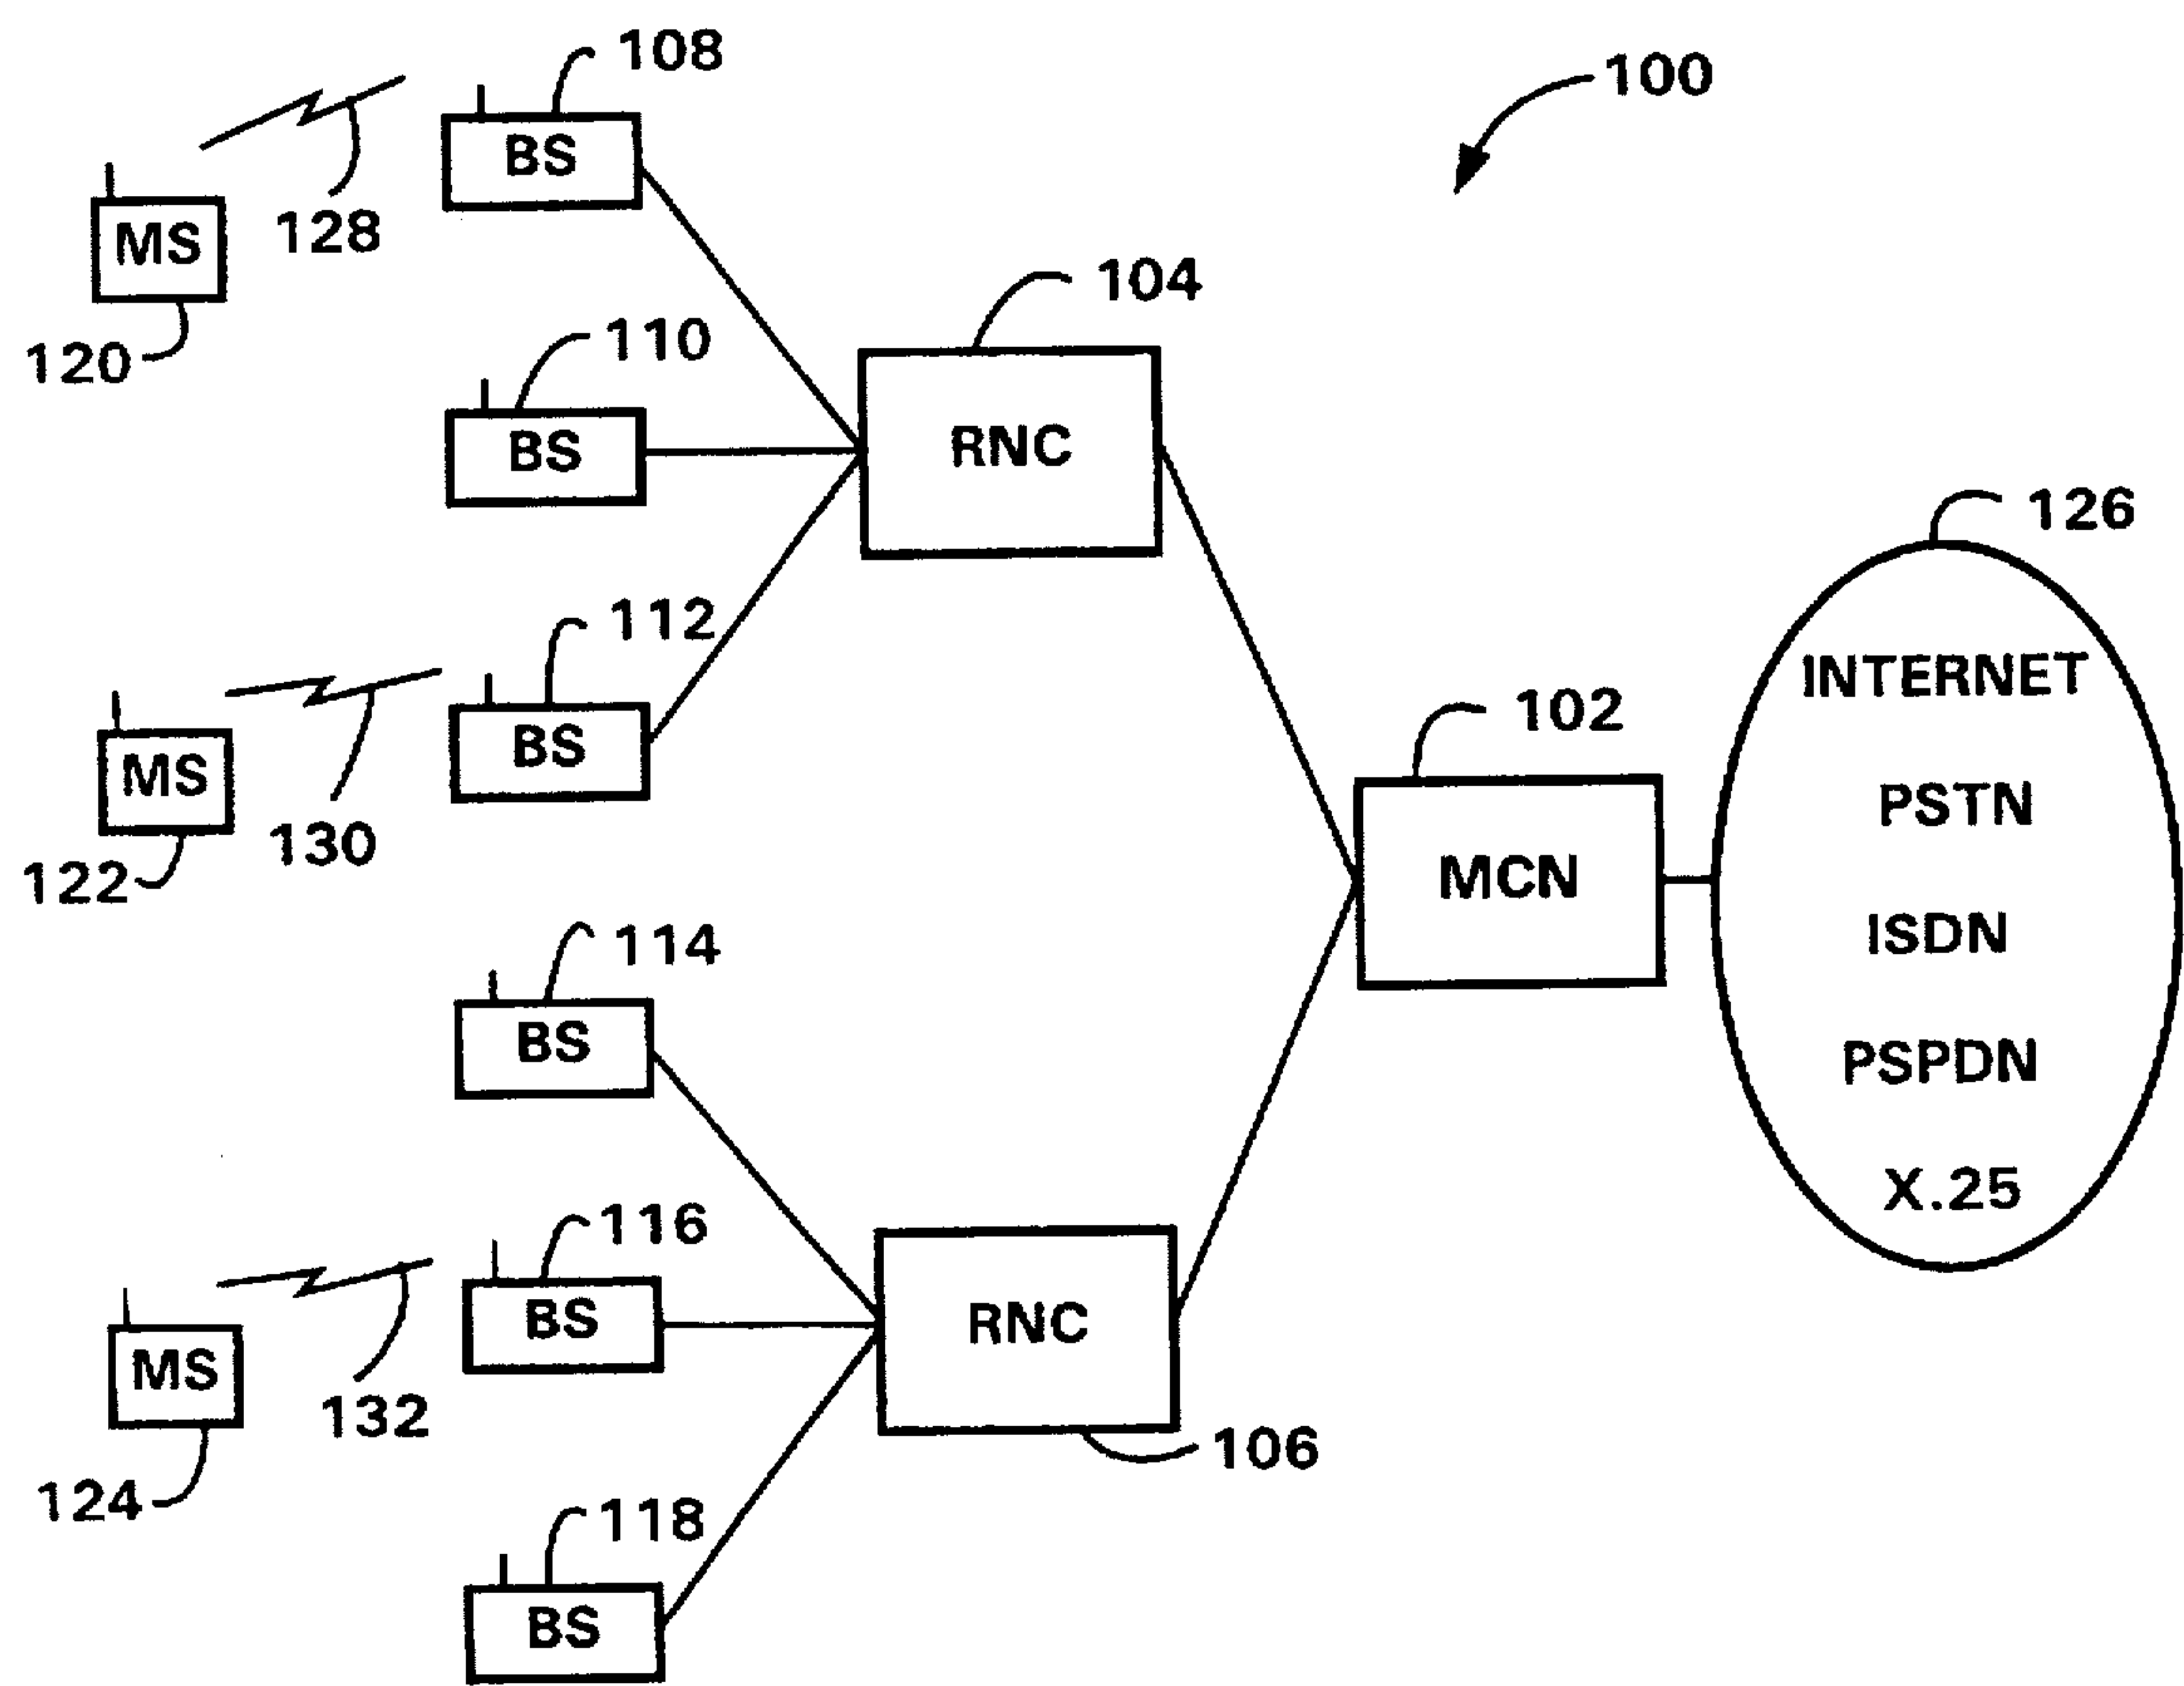 108
100
BS
128
MS
104
110
120
RNC
BS
126
112
INTERNET
102
BS
MS
PSTN
130
122
MCN
114
ISDN
BS
PSPDN
X.25
116
BS
RNC
MS
132
106
124
118
BS